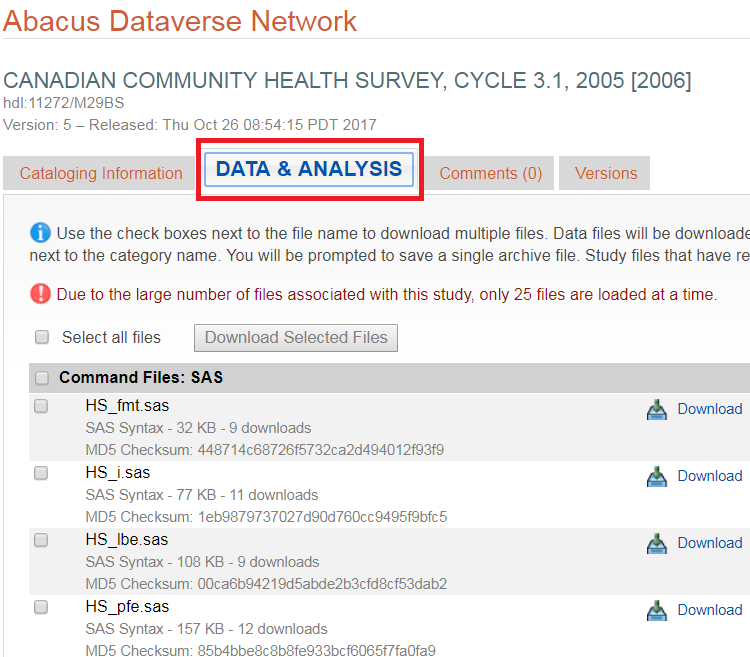 Abacus Dataverse Network
CANADIAN COMMUNITY HEALTH SURVEY, CYCLE 3.1, 2005 [2006]
hdl:11272/M29BS
Version: 5 – Released: Thu Oct 26 08:54:15 PDT 2017
Cataloging Information DATA & ANALYSIS Comments (0) Versions
Use the check boxes next to the file name to download multiple files. Data files will be downloade
next to the category name. You will be prompted to save a single archive file. Study files that have re
Due to the large number of files associated with this study, only 25 files are loaded at a time.
Select all files Download Selected Files
Command Files: SAS
HS_fmt.sas Download
SAS Syntax - 32 KB - 9 downloads
MD5 Checksum: 448714c68726f5732ca2d494012f93f9
HS_i.sas Download
SAS Syntax - 77 KB - 11 downloads
MD5 Checksum: 1eb9879737027d90d760cc9495f9bfc5
HS_lbe.sas Download
SAS Syntax - 108 KB - 9 downloads
MD5 Checksum: 00ca6b94219d5abde2b3cfd8cf53dab2
HS_pfe.sas Download
SAS Syntax - 157 KB - 12 downloads
MD5 Checksum: 85b4bbe8c8b8fe933bcf6065f7fa0fa9